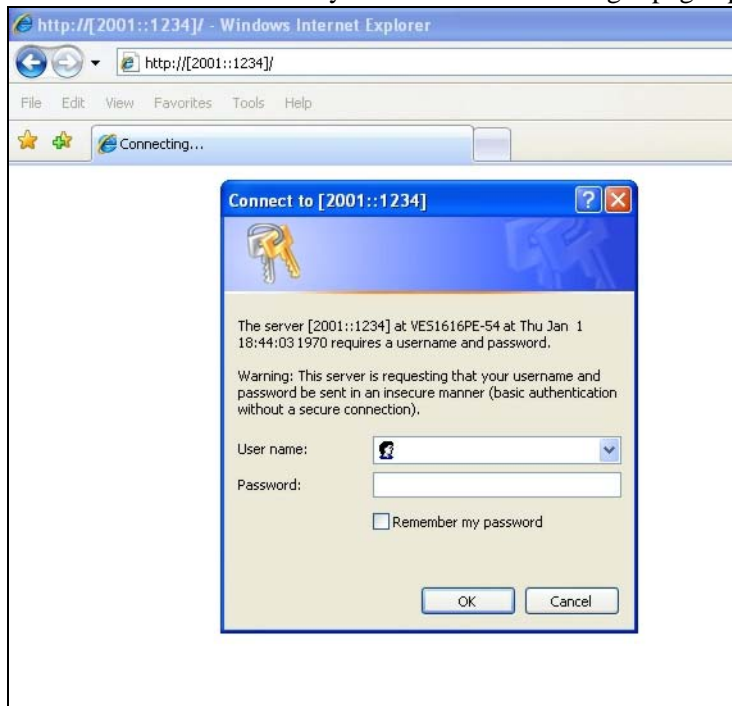 http://[2001::1234]/ - Windows Internet Explorer
http://[2001::1234]/
File Edit View Favorites Tools Help
Connecting...
Connect to [2001::1234]
The server [2001::1234] at VES1616PE-54 at Thu Jan 1
18:44:03 1970 requires a username and password.
Warning: This server is requesting that your username and
password be sent in an insecure manner (basic authentication
without a secure connection).
User name:
Password:
Remember my password
OK Cancel